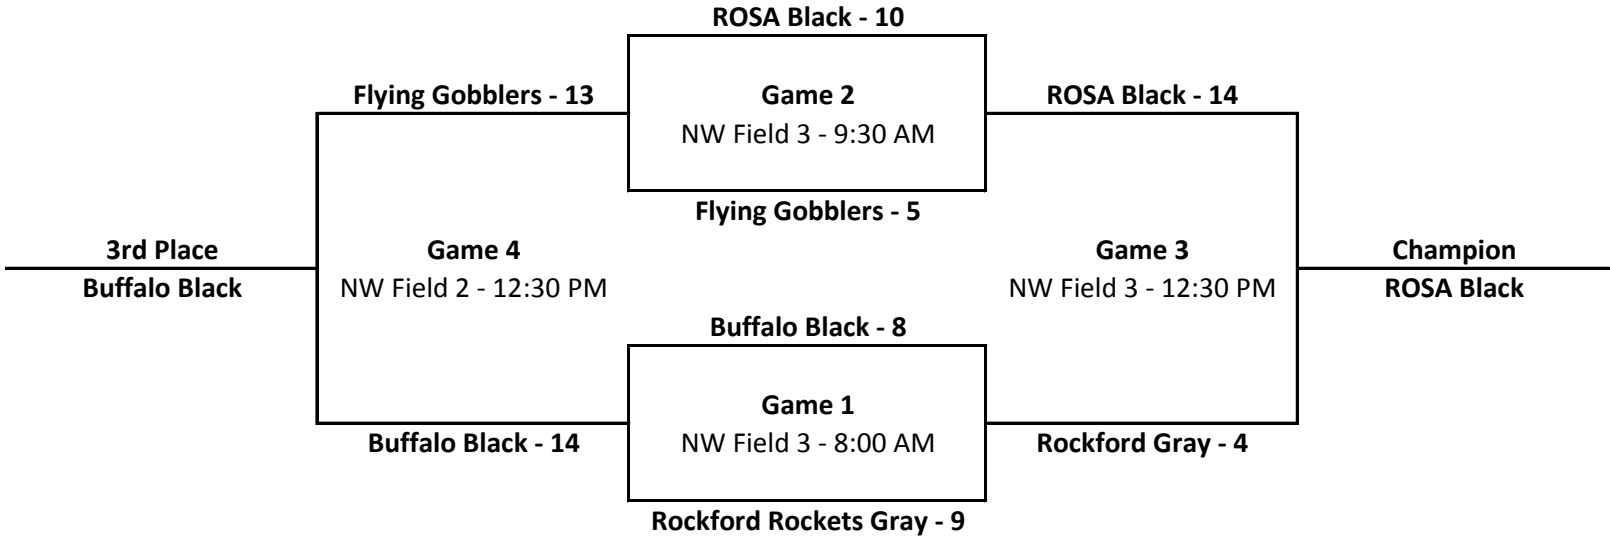 ROSA Black - 10
Flying Gobblers - 13
Game 2
ROSA Black - 14
NW Field 3 - 9:30 AM
Flying Gobblers - 5
3rd Place
Game 4
Game 3
Champion
Buffalo Black
NW Field 2 - 12:30 PM
NW Field 3 - 12:30 PM
ROSA Black
Buffalo Black - 8
Game 1
Buffalo Black - 14
NW Field 3 - 8:00 AM
Rockford Gray - 4
Rockford Rockets Gray - 9